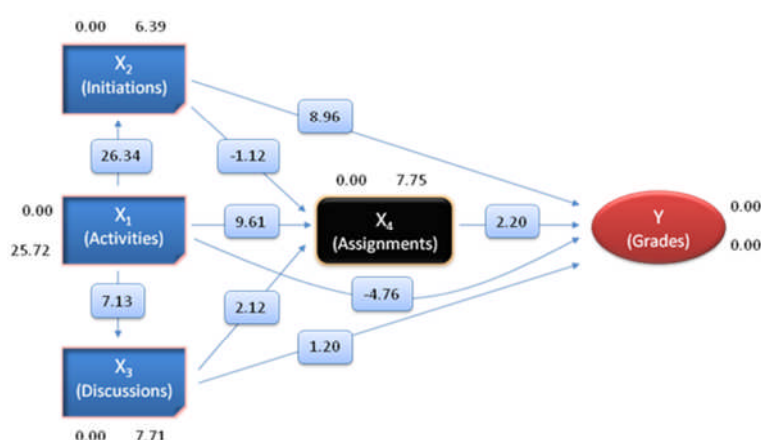 0.00 6.39
X₂
(Initiations)
8.96
26.34
-1.12
0.00 7.75
0.00
25.72
X₁
(Activities)
9.61
X₄
(Assignments)
2.20
Y
(Grades)
0.00
0.00
7.13
2.12
-4.76
1.20
X₃
(Discussions)
0.00 7.71